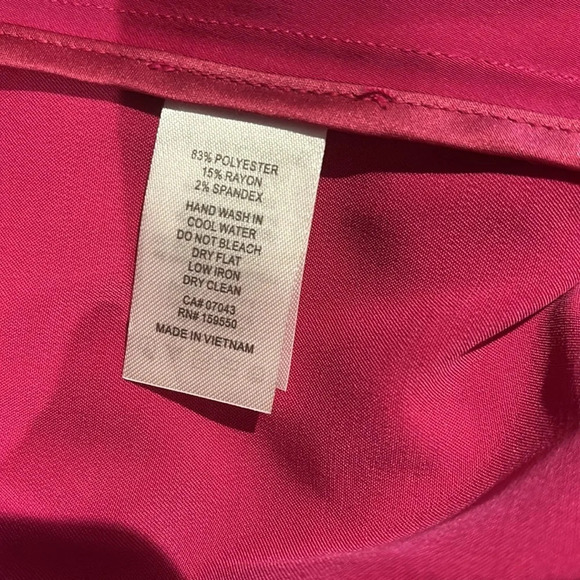 83% POLYESTER
15% RAYON
2% SPANDEX
HAND WASH IN
COOL WATER
DO NOT BLEACH
DRY FLAT
LOW IRON
DRY CLEAN
CA# 07043
RN# 159550
MADE IN VIETNAM